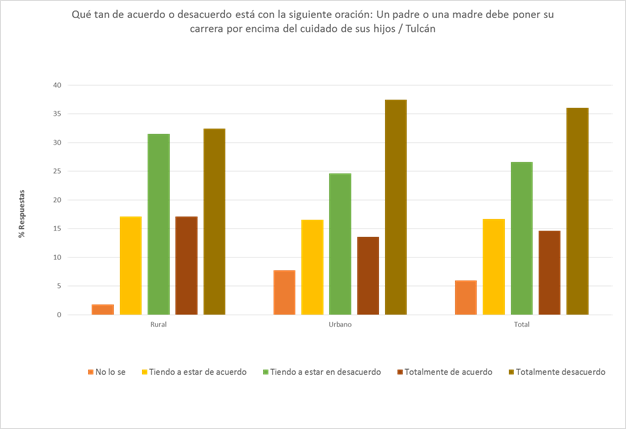 Qué tan de acuerdo o desacuerdo está con la siguiente oración: Un padre o una madre debe poner su
carrera por encima del cuidado de sus hijos / Tulcán
40
35
30
25
20
15
10
5
0
% Respuestas
Rural Urbano Total
No lo se Tiendo a estar de acuerdo Tiendo a estar en desacuerdo Totalmente de acuerdo Totalmente desacuerdo